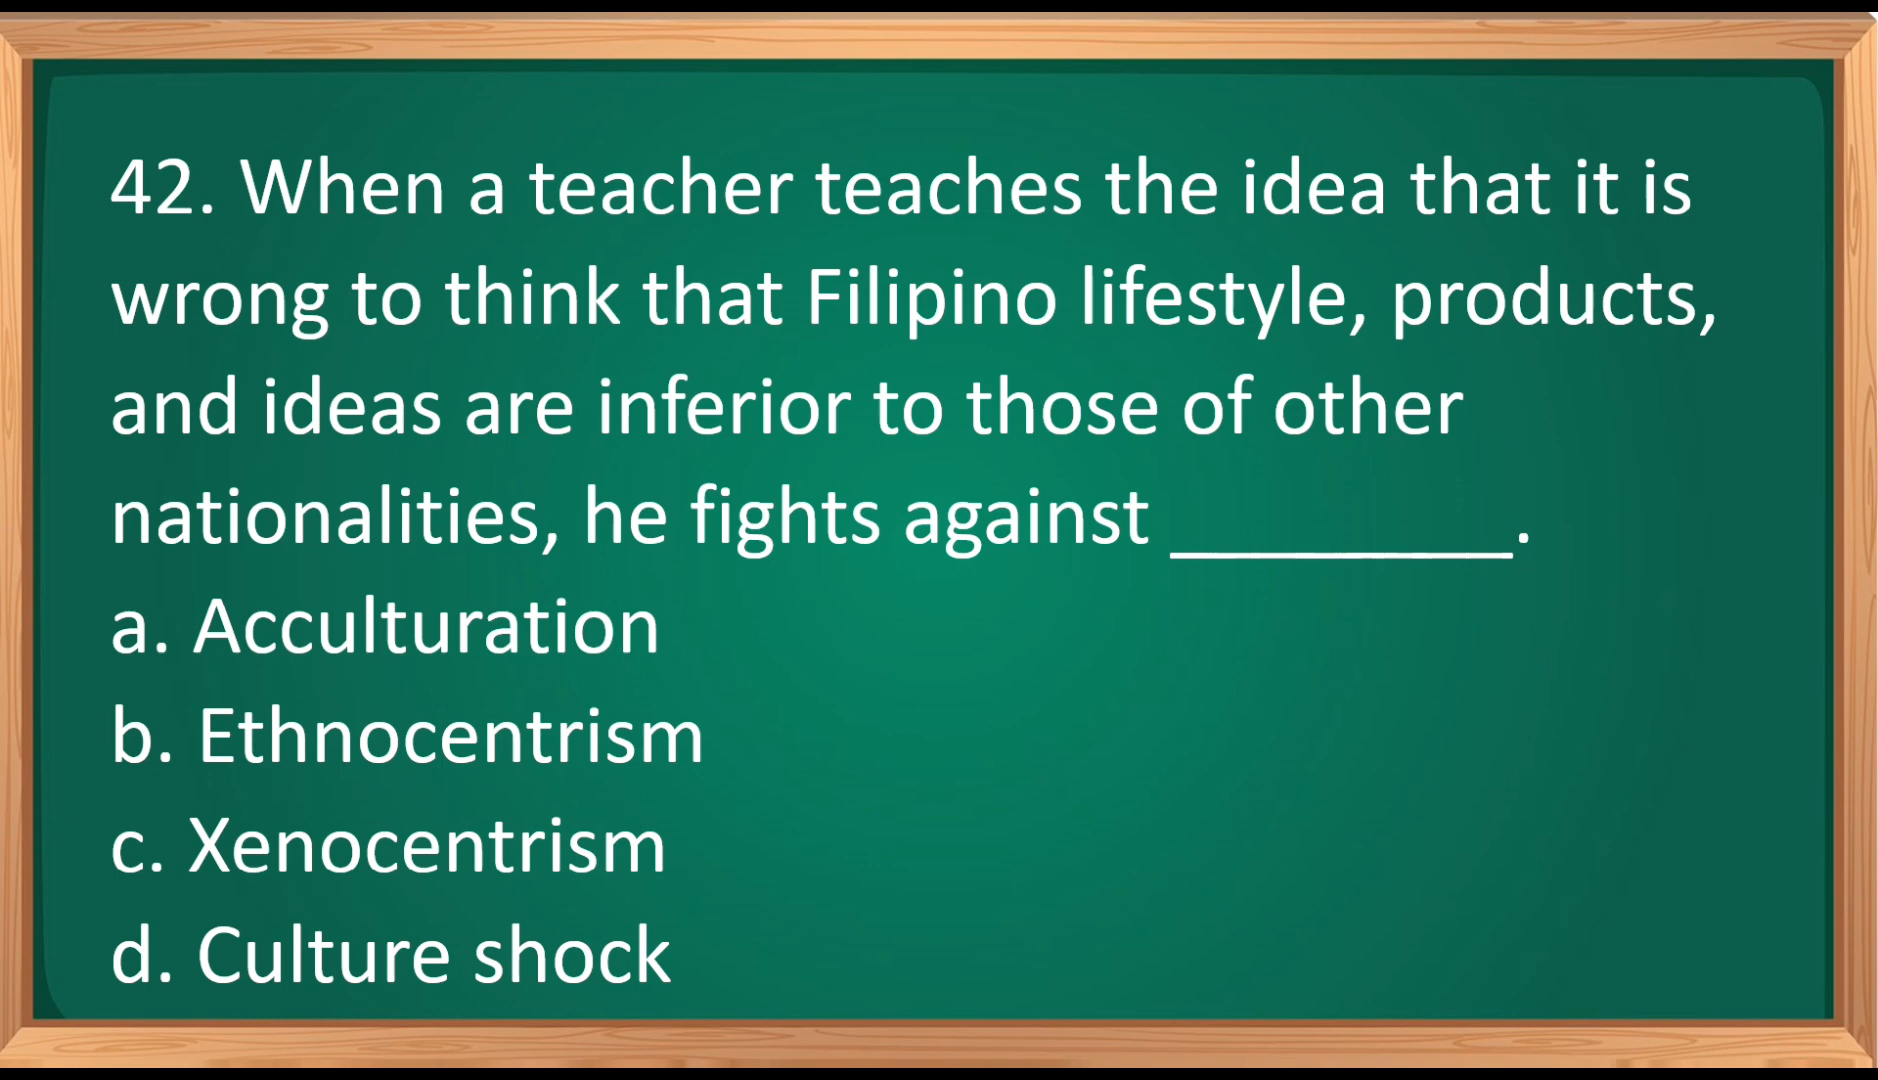 42. When a teacher teaches the idea that it is
wrong to think that Filipino lifestyle, products,
and ideas are inferior to those of other
nationalities, he fights against _________.
a. Acculturation
b. Ethnocentrism
c. Xenocentrism
d. Culture shock